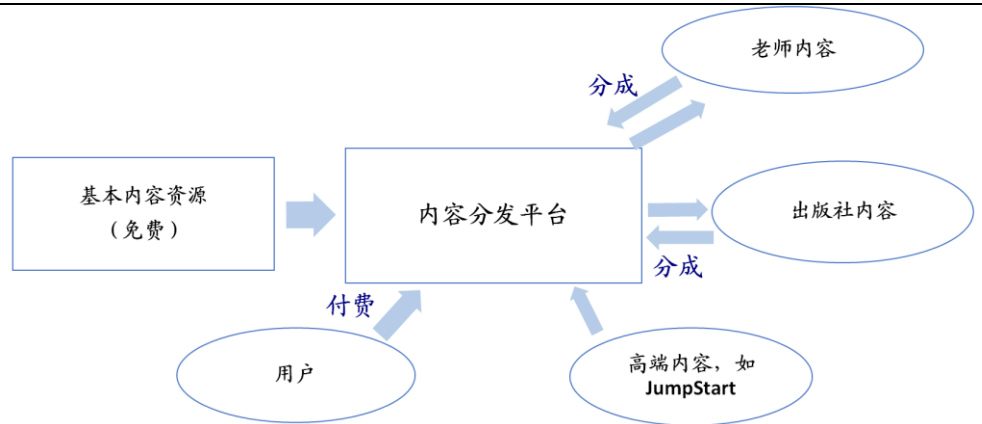 老师内容
分成
基本内容资源
（免费）
内容分发平台
出版社内容
分成
付费
用户
高端内容，如
JumpStart